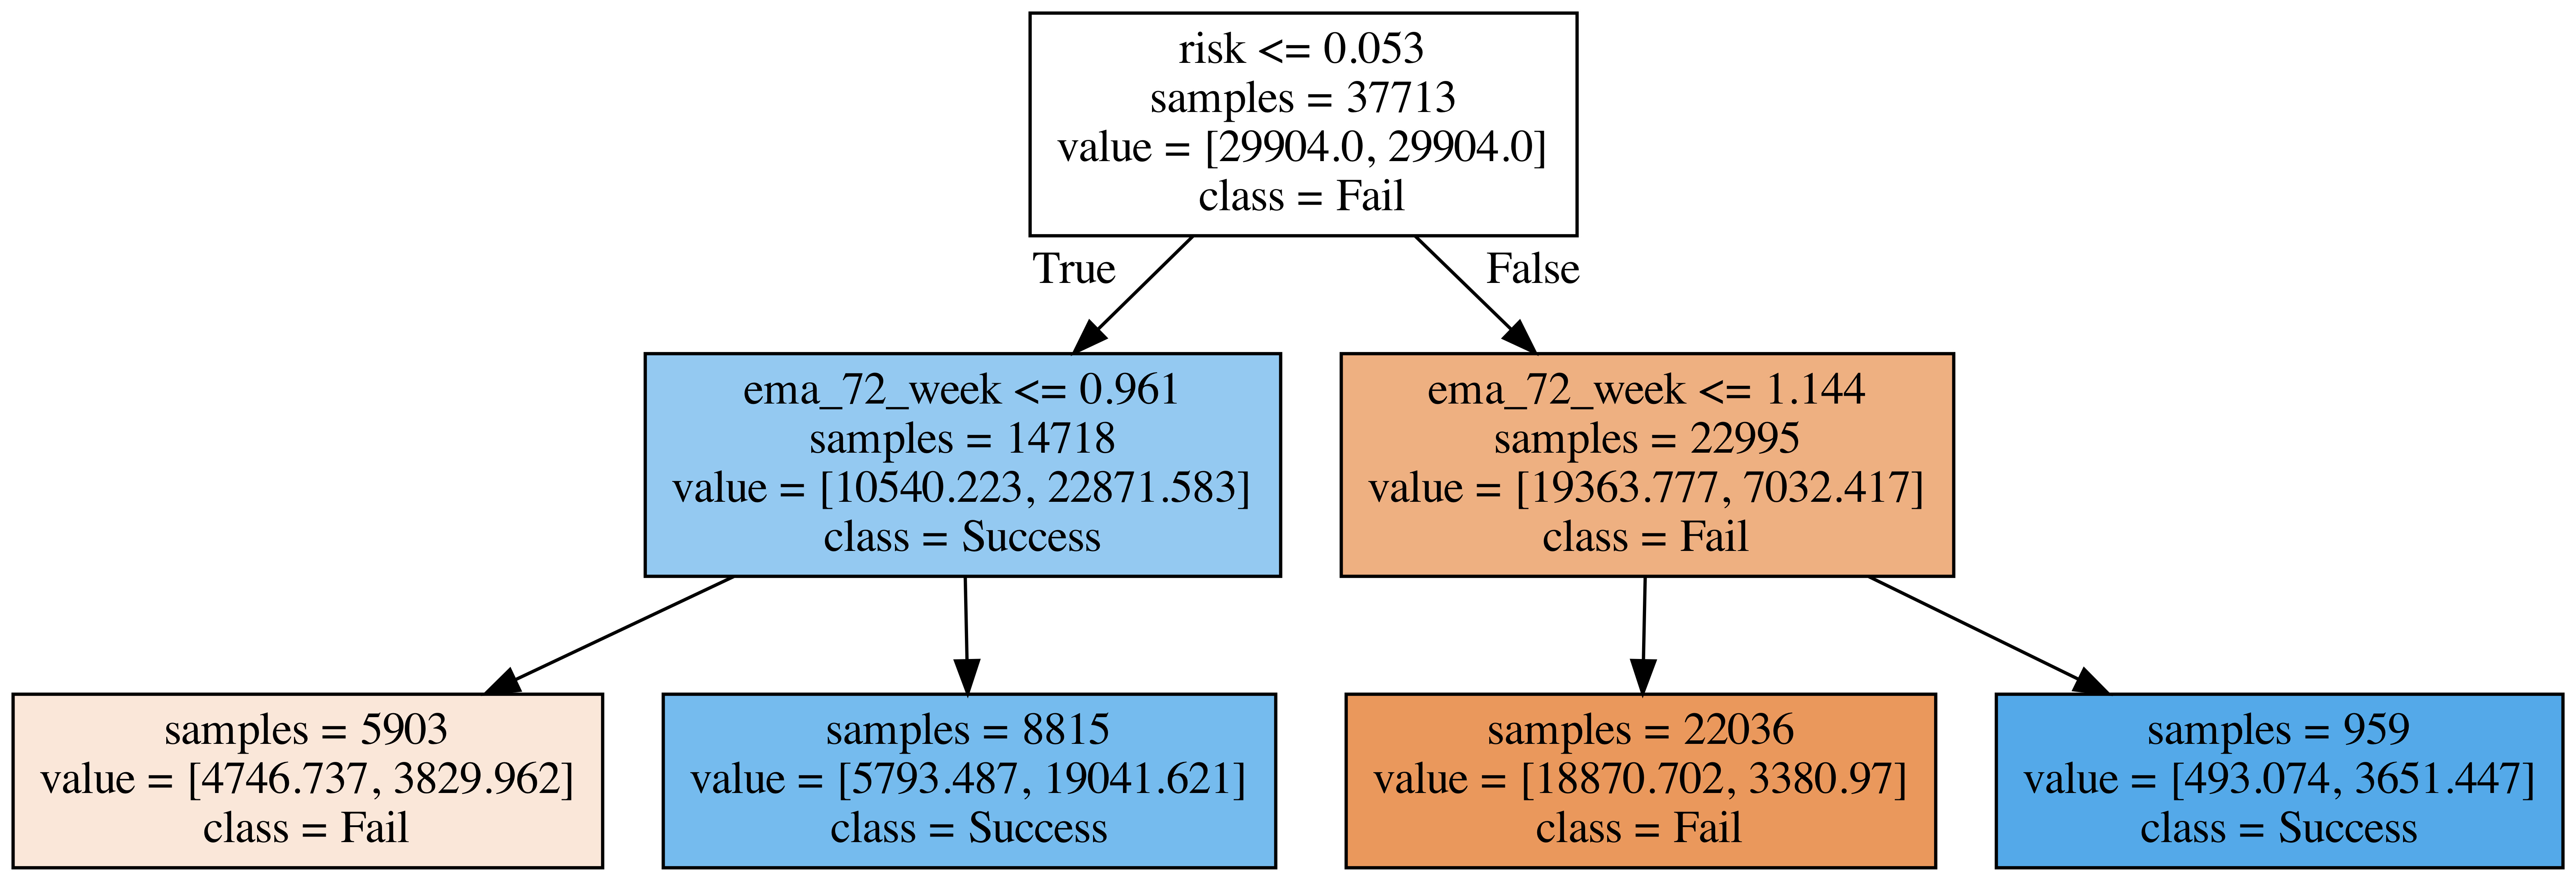 risk <= 0.053
samples = 37713
value = [29904.0, 29904.0]
class = Fail
True
False
ema_72_week <= 0.961
samples = 14718
value = [10540.223, 22871.583]
class = Success
ema_72_week <= 1.144
samples = 22995
value = [19363.777, 7032.417]
class = Fail
samples = 5903
value = [4746.737, 3829.962]
class = Fail
samples = 8815
value = [5793.487, 19041.621]
class = Success
samples = 22036
value = [18870.702, 3380.97]
class = Fail
samples = 959
value = [493.074, 3651.447]
class = Success